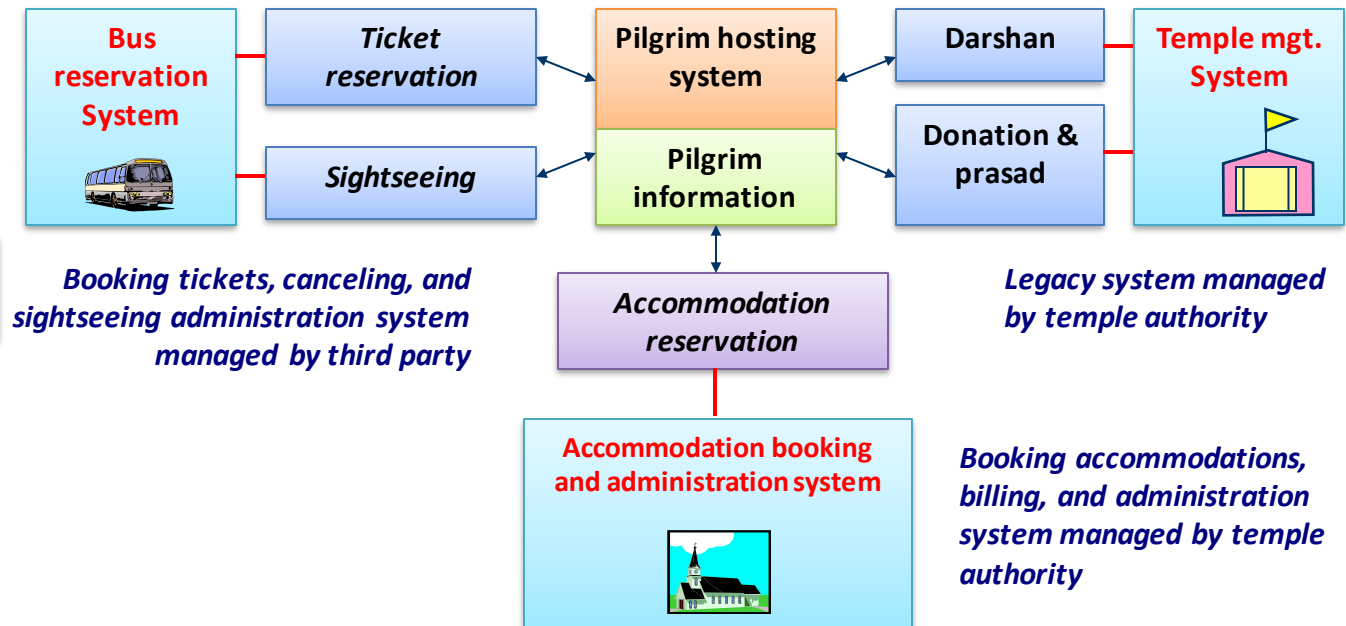 Bus
reservation
System
Ticket
reservation
Sightseeing
Pilgrim hosting
system
Pilgrim
information
Darshan
Donation &
prasad
Temple mgt.
System
Booking tickets, canceling, and
sightseeing administration system
managed by third party
Legacy system managed
by temple authority
Accommodation
reservation
Accommodation booking
and administration system
Booking accommodations,
billing, and administration
system managed by temple
authority